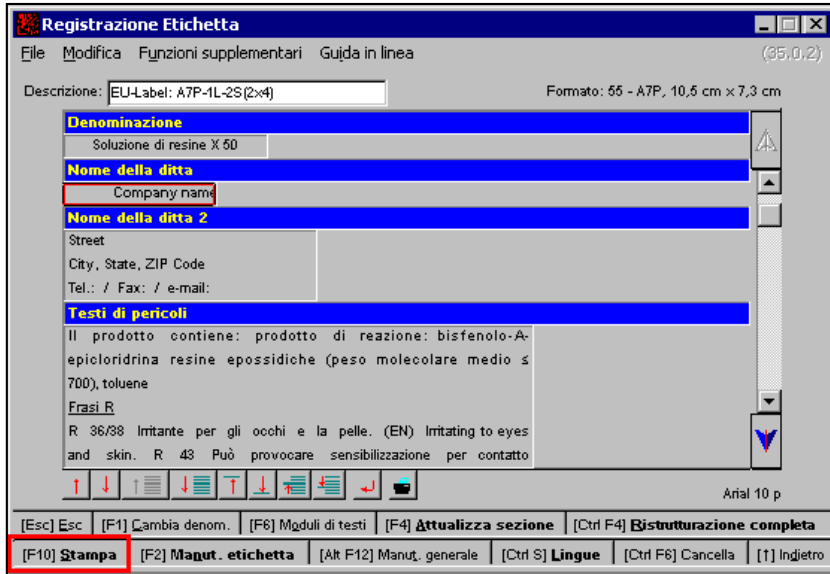 Registrazione Etichetta
File Modifica Funzioni supplementari Guida in linea (35.0.2)
Descrizione: EU-Label: A7P-1L-2S(2x4) Formato: 55 - A7P, 10,5 cm x 7,3 cm
Denominazione
Soluzione di resine X 50
Nome della ditta
Company name
Nome della ditta 2
Street
City, State, ZIP Code
Tel.: / Fax: / e-mail:
Testi di pericoli
Il prodotto contiene: prodotto di reazione: bisfenolo-A-
epicloridrina resine epossidiche (peso molecolare medio ≤
700), toluene
Frasi R
R 36/38 Irritante per gli occhi e la pelle. (EN) Irritating to eyes
and skin. R 43 Può provocare sensibilizzazione per contatto
Arial 10 p
[Esc] Esc [F1] Cambia denom. [F6] Moduli di testi [F4] Attualizza sezione [Ctrl F4] Ristrutturazione completa
[F10] Stampa [F2] Manut. etichetta [Alt F12] Manut. generale [Ctrl S] Lingue [Ctrl F6] Cancella [↑] Indietro